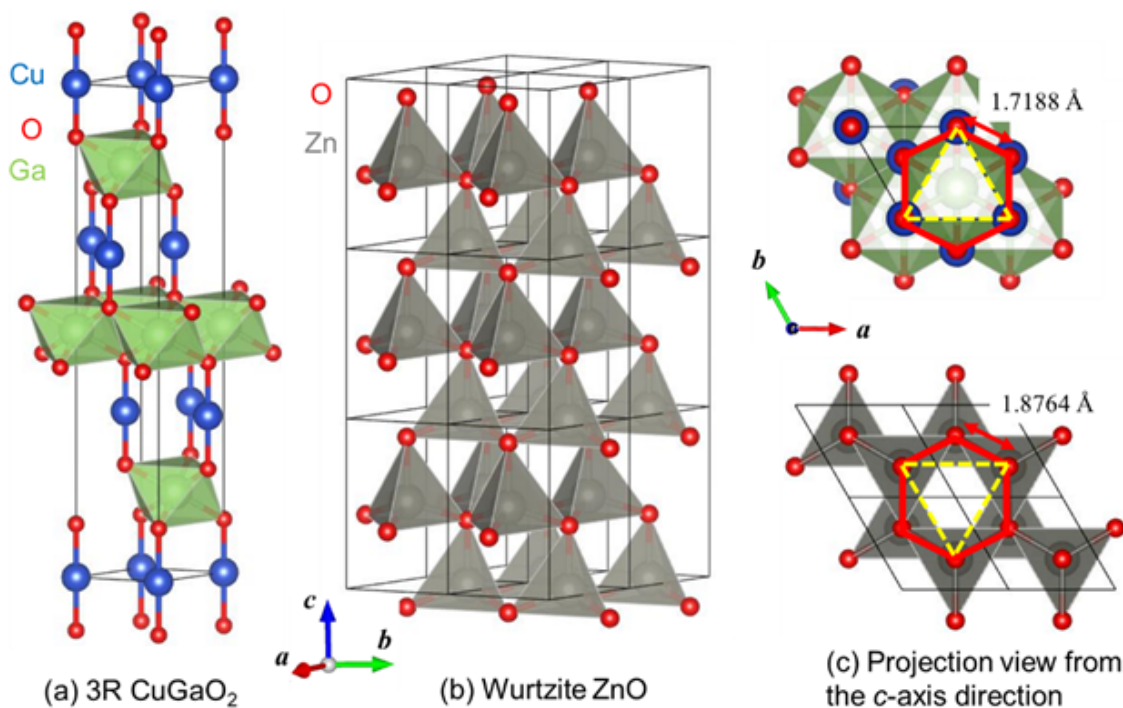 Cu
O
Ga
O
Zn
1.7188 Å
b
a
1.8764 Å
c
b
a
(a) 3R CuGaO₂
(b) Wurtzite ZnO
(c) Projection view from
the c-axis direction